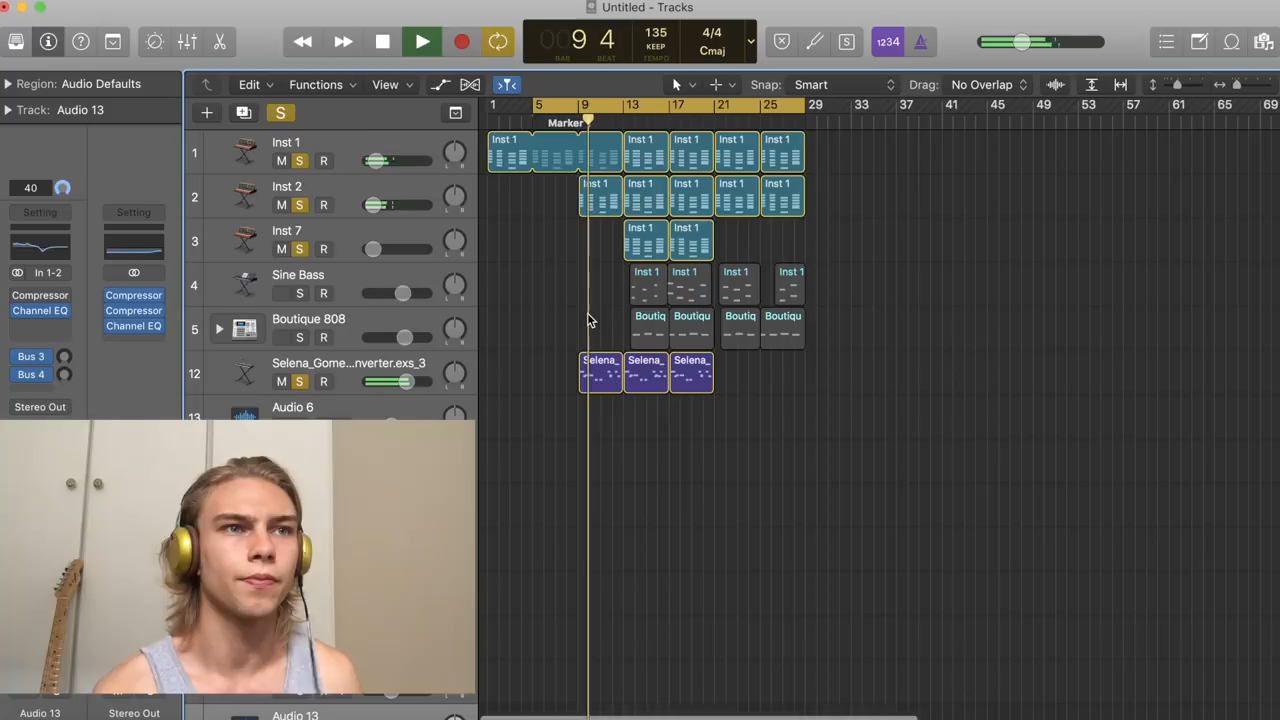 Untitled - Tracks
009 4
BAR BEAT
135
KEEP
TEMPO
4/4
Cmaj
1234
Region: Audio Defaults
Edit Functions View Snap: Smart Drag: No Overlap
Track: Audio 13
S
1 5 9 13 17 21 25 29 33 37 41 45 49 53 57 61 65 69
Marker
1 Inst 1
M S R
Inst 1 Inst 1 Inst 1 Inst 1 Inst 1
2 Inst 2
M S R
Inst 1 Inst 1 Inst 1 Inst 1 Inst 1
3 Inst 7
M S R
Inst 1 Inst 1
4 Sine Bass
S R
Inst 1 Inst 1 Inst 1 Inst 1
5 Boutique 808
S R
Boutiq Boutiqu Boutiq Boutiqu
12 Selena_Gome...nverter.exs_3
M S R
Selena_ Selena_ Selena_
13 Audio 6
40
Setting Setting
In 1-2
Compressor Compressor
Channel EQ Compressor
Channel EQ
Bus 3
Bus 4
Stereo Out
Audio 13 Stereo Out Audio 13